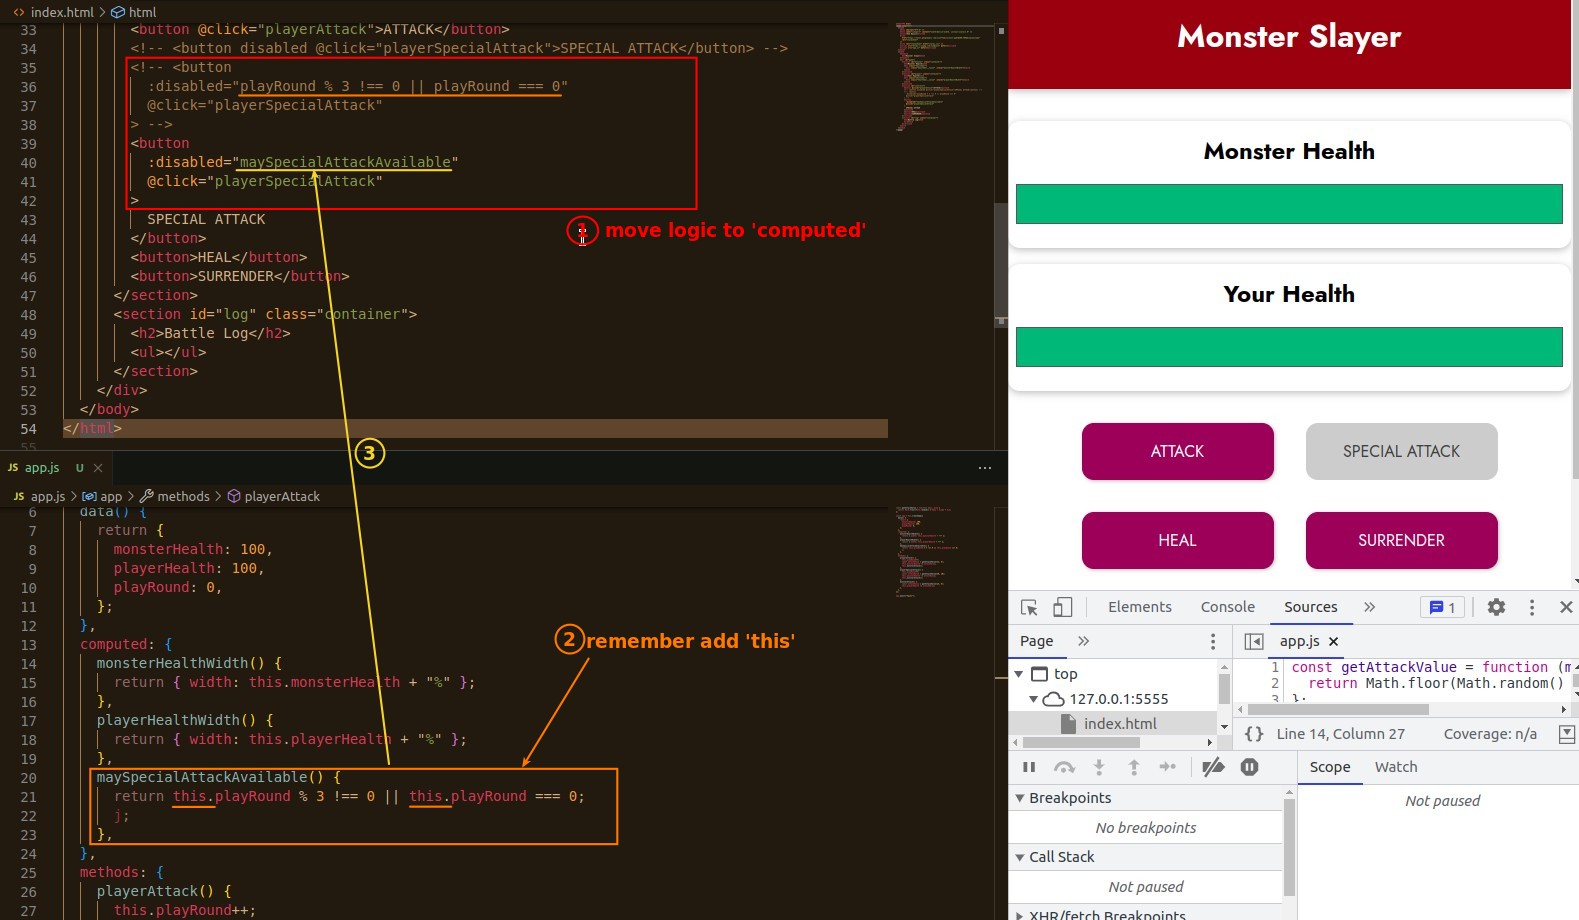 index.html > html
33 <button @click="playerAttack">ATTACK</button>
34 <!-- <button disabled @click="playerSpecialAttack">SPECIAL ATTACK</button> -->
35 <!-- <button
36 :disabled="playRound % 3 !== 0 || playRound === 0"
37 @click="playerSpecialAttack"
38 > -->
39 <button
40 :disabled="maySpecialAttackAvailable"
41 @click="playerSpecialAttack"
42 >
43 SPECIAL ATTACK
1 move logic to 'computed'
44 </button>
45 <button>HEAL</button>
46 <button>SURRENDER</button>
47 </section>
48 <section id="log" class="container">
49 <h2>Battle Log</h2>
50 <ul></ul>
51 </section>
52 </div>
53 </body>
54 </html>
55
3
JS app.js U
JS app.js > app > methods > playerAttack
6 data() {
7 return {
8 monsterHealth: 100,
9 playerHealth: 100,
10 playRound: 0,
11 };
12 },
2 remember add 'this'
13 computed: {
14 monsterHealthWidth() {
15 return { width: this.monsterHealth + "%" };
16 },
17 playerHealthWidth() {
18 return { width: this.playerHealth + "%" };
19 },
20 maySpecialAttackAvailable() {
21 return this.playRound % 3 !== 0 || this.playRound === 0;
22 j;
23 },
24 },
25 methods: {
26 playerAttack() {
27 this.playRound++;
Monster Slayer
Monster Health
Your Health
ATTACK SPECIAL ATTACK
HEAL SURRENDER
Elements Console Sources 1
Page
app.js
top
127.0.0.1:5555
index.html
1 const getAttackValue = function (m
2 return Math.floor(Math.random()
3 };
{} Line 14, Column 27 Coverage: n/a
Scope Watch
Breakpoints
No breakpoints
Call Stack
Not paused
XHR/fetch Breakpoints
Not paused